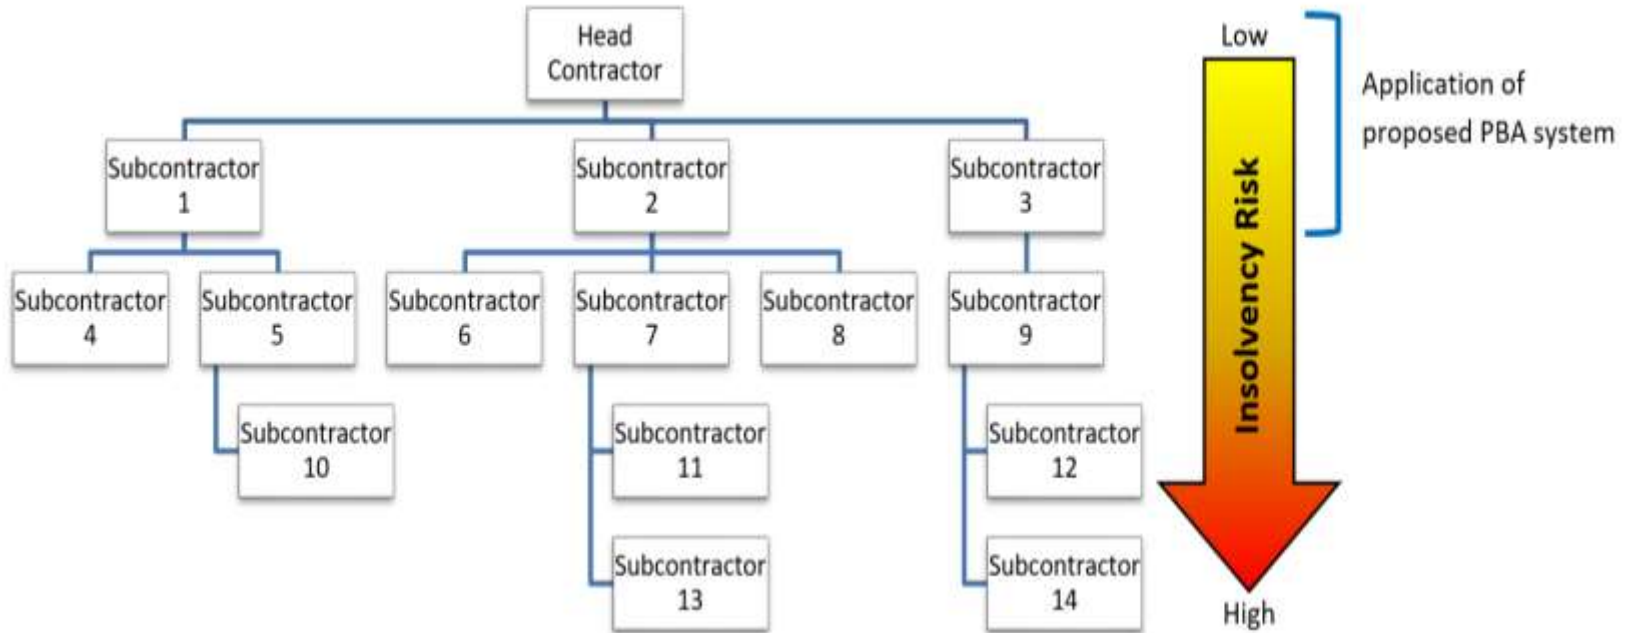 Head
Contractor
Low
Application of
proposed PBA system
Subcontractor
1
Subcontractor
2
Subcontractor
3
Insolvency Risk
Subcontractor
4
Subcontractor
5
Subcontractor
6
Subcontractor
7
Subcontractor
8
Subcontractor
9
Subcontractor
10
Subcontractor
11
Subcontractor
12
Subcontractor
13
Subcontractor
14
High